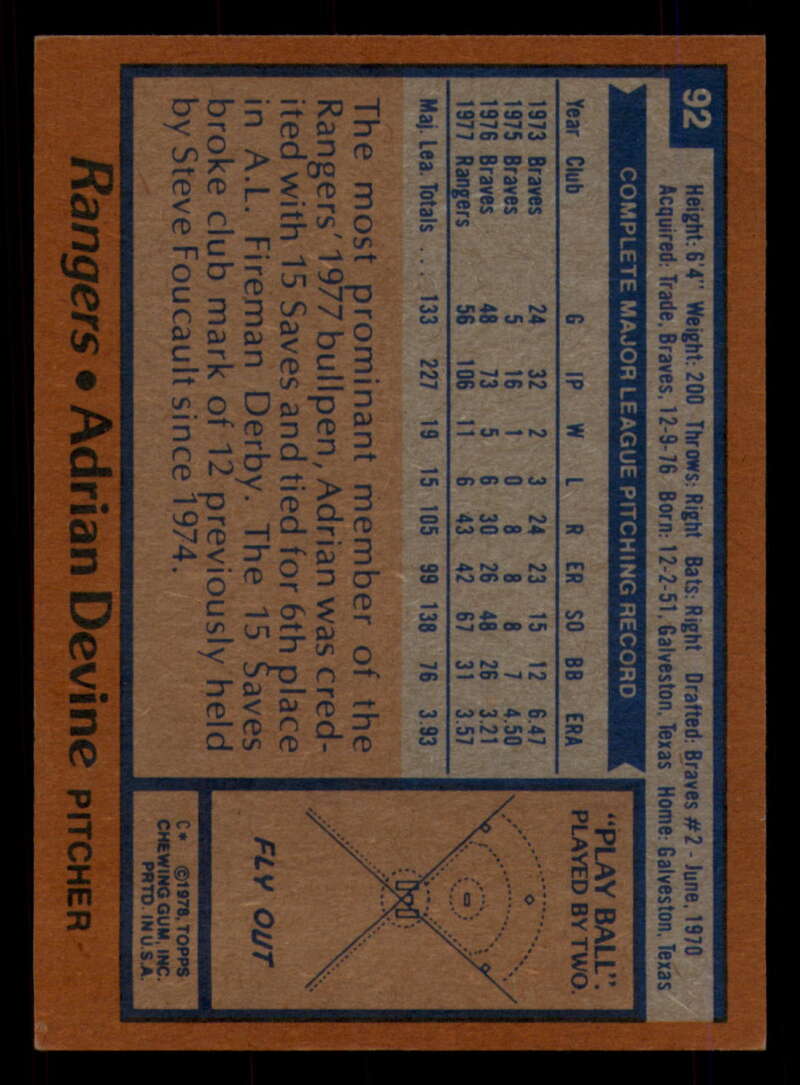 92
Height: 6'4" Weight: 200 Throws: Right Bats: Right Drafted: Braves #2 - June, 1970
Acquired: Trade, Braves, 12-9-76 Born: 12-2-51, Galveston, Texas Home: Galveston, Texas
COMPLETE MAJOR LEAGUE PITCHING RECORD
Year Club G IP W L R ER SO BB ERA
1973 Braves 24 32 2 3 24 23 15 12 6.47
1975 Braves 5 16 1 0 8 8 8 7 4.50
1976 Braves 48 73 5 6 30 26 48 26 3.21
1977 Rangers 56 106 11 6 43 42 67 31 3.57
Maj. Lea. Totals ... 133 227 19 15 105 99 138 76 3.93
The most prominant member of the
Rangers' 1977 bullpen, Adrian was cred-
ited with 15 Saves and tied for 6th place
in A.L. Fireman Derby. The 15 Saves
broke club mark of 12 previously held
by Steve Foucault since 1974.
"PLAY BALL".
PLAYED BY TWO.
FLY OUT
C* ©1978, TOPPS
CHEWING GUM, INC.
PRTD. IN U.S.A.
Rangers • Adrian Devine PITCHER